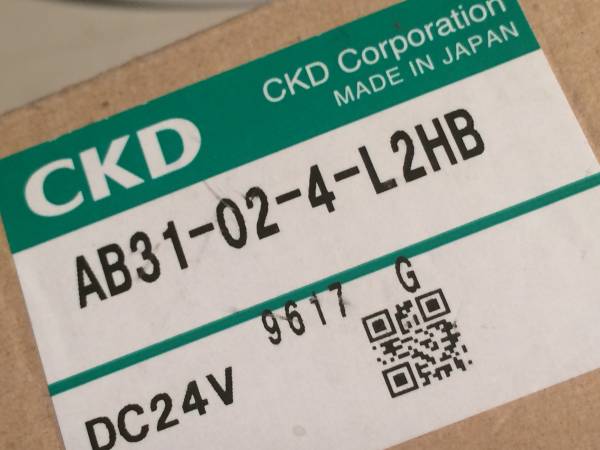 CKD
CKD Corporation
MADE IN JAPAN
AB31-02-4-L2HB
9617 G
DC24V